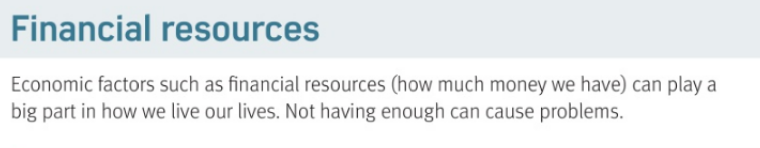 Financial resources
Economic factors such as financial resources (how much money we have) can play a
big part in how we live our lives. Not having enough can cause problems.